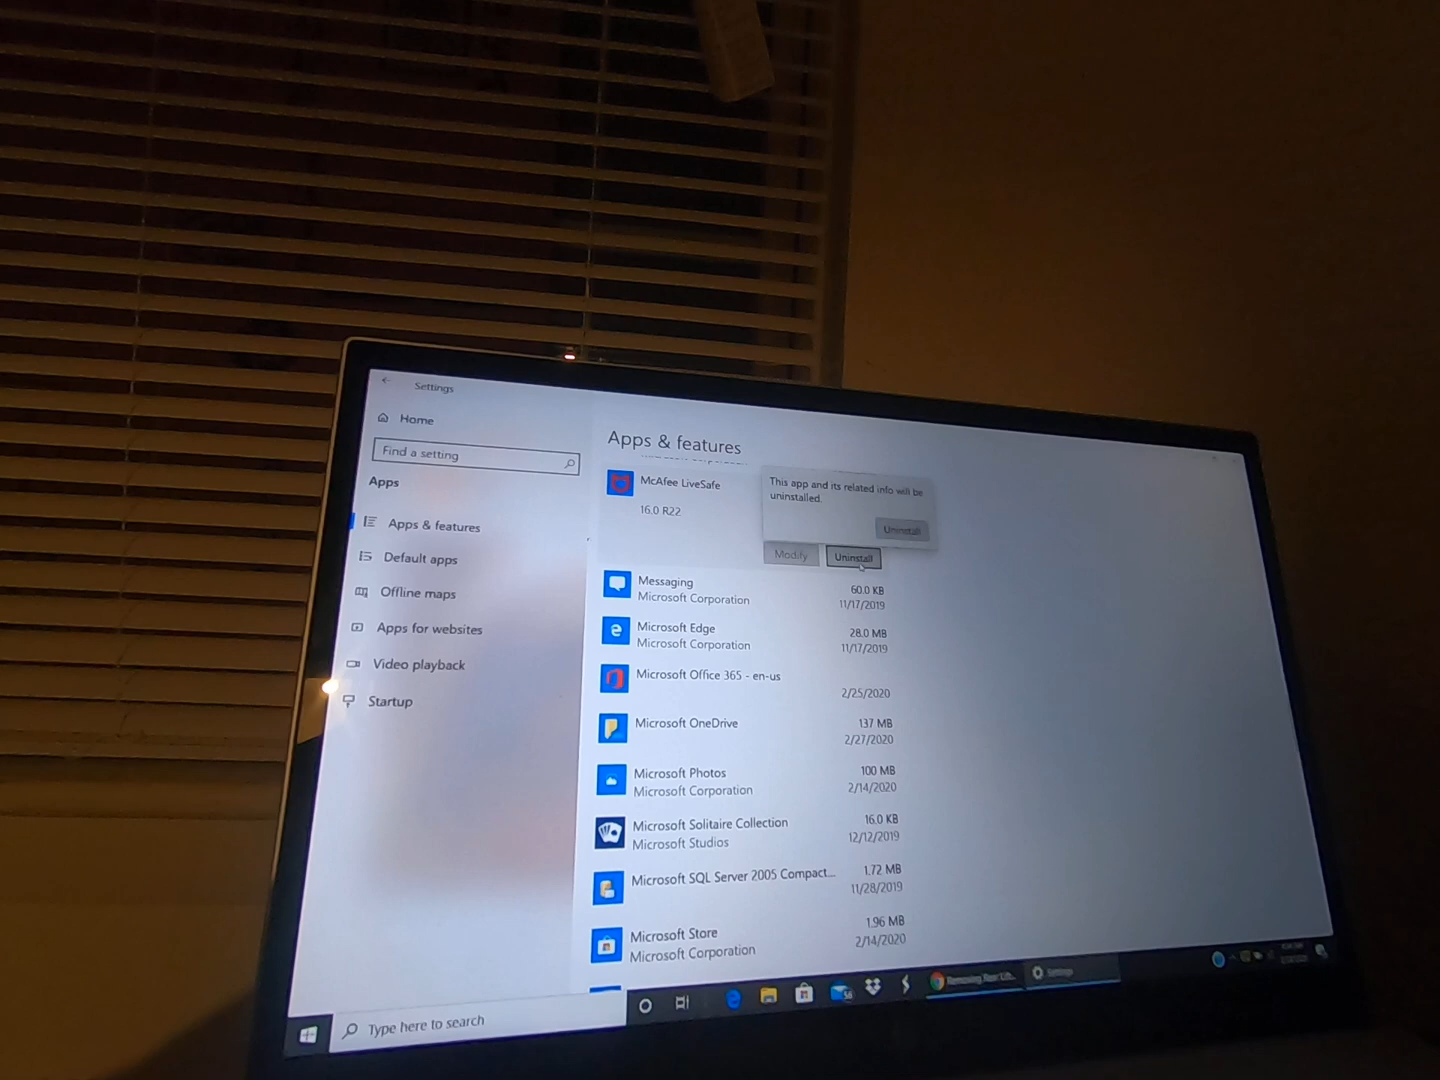 Settings
Home
Find a setting
Apps
Apps & features
Default apps
Offline maps
Apps for websites
Video playback
Startup
Apps & features
McAfee LiveSafe
16.0 R22
This app and its related info will be
uninstalled.
Uninstall
Modify
Uninstall
Messaging
60.0 KB
Microsoft Corporation
11/17/2019
Microsoft Edge
28.0 MB
Microsoft Corporation
11/17/2019
Microsoft Office 365 - en-us
2/25/2020
Microsoft OneDrive
137 MB
2/27/2020
Microsoft Photos
100 MB
Microsoft Corporation
2/14/2020
Microsoft Solitaire Collection
16.0 KB
Microsoft Studios
12/12/2019
Microsoft SQL Server 2005 Compact...
1.72 MB
11/28/2019
Microsoft Store
1.96 MB
Microsoft Corporation
2/14/2020
Type here to search
56
Removing
Settings